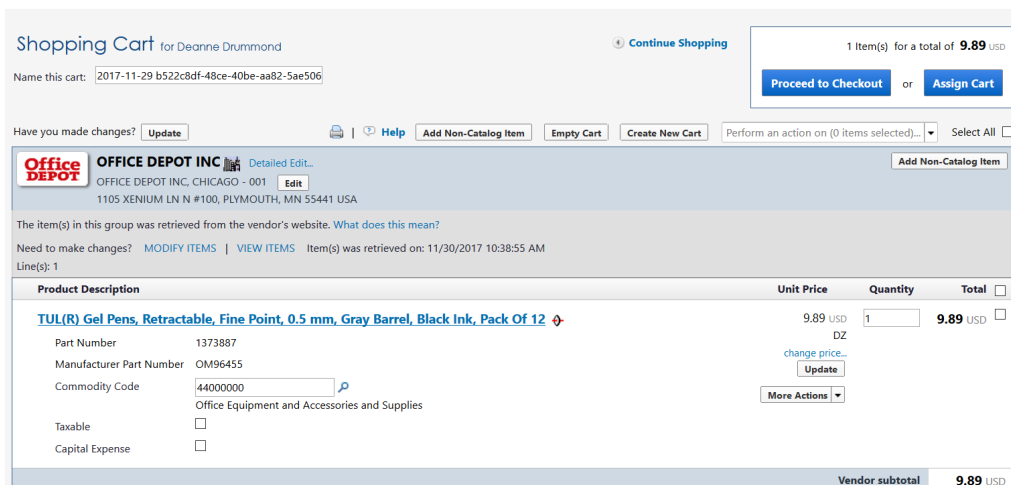 Shopping Cart for Deanne Drummond
Continue Shopping
1 Item(s) for a total of 9.89 USD
Name this cart: 2017-11-29 b522c8df-48ce-40be-aa82-5ae506
Proceed to Checkout or Assign Cart
Have you made changes? Update | Help Add Non-Catalog Item Empty Cart Create New Cart Perform an action on (0 items selected)... Select All
Office DEPOT
OFFICE DEPOT INC Detailed Edit... Add Non-Catalog Item
OFFICE DEPOT INC, CHICAGO - 001 Edit
1105 XENIUM LN N #100, PLYMOUTH, MN 55441 USA
The item(s) in this group was retrieved from the vendor's website. What does this mean?
Need to make changes? MODIFY ITEMS | VIEW ITEMS Item(s) was retrieved on: 11/30/2017 10:38:55 AM
Line(s): 1
Product Description Unit Price Quantity Total
TUL(R) Gel Pens, Retractable, Fine Point, 0.5 mm, Gray Barrel, Black Ink, Pack Of 12 9.89 USD 1 9.89 USD
Part Number 1373887 DZ
change price...
Manufacturer Part Number OM96455 Update
Commodity Code 44000000 More Actions
Office Equipment and Accessories and Supplies
Taxable
Capital Expense
Vendor subtotal 9.89 USD